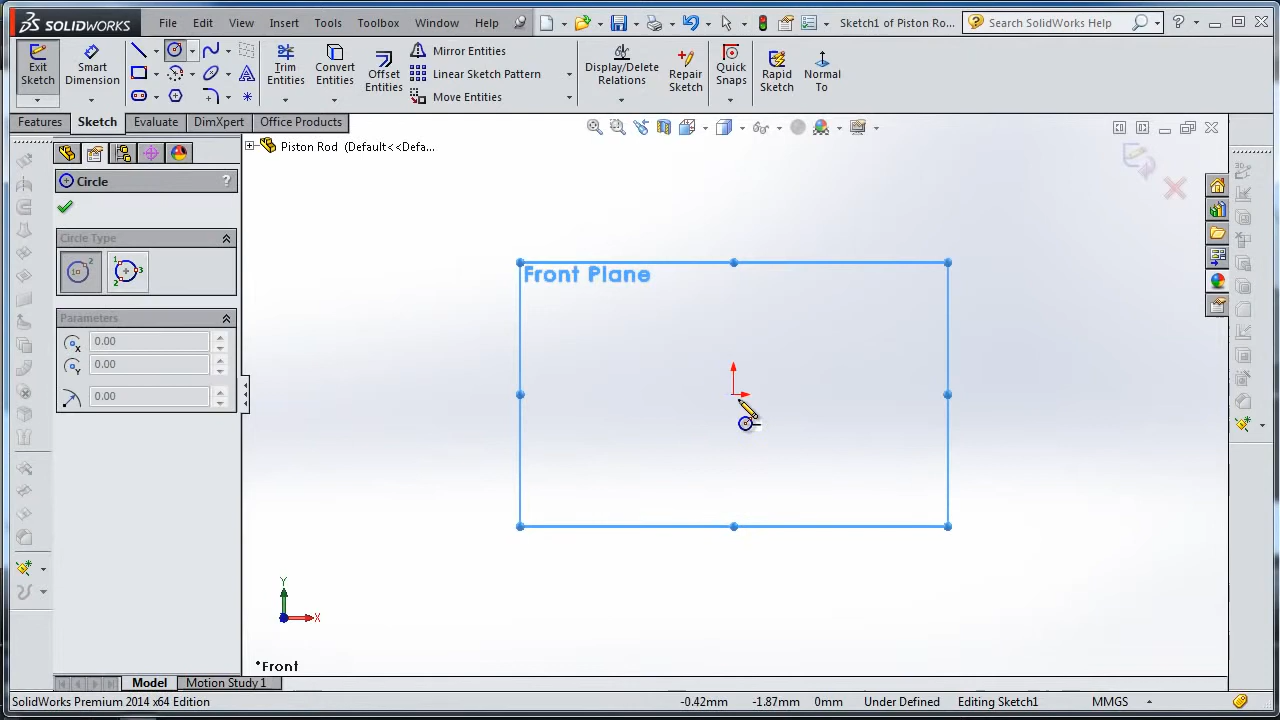 SOLIDWORKS File Edit View Insert Tools Toolbox Window Help Sketch1 of Piston Ro... Search SolidWorks Help
Exit Sketch
Smart Dimension
Trim Entities
Convert Entities
Offset Entities
Mirror Entities
Linear Sketch Pattern
Move Entities
Display/Delete Relations
Repair Sketch
Quick Snaps
Rapid Sketch
Normal To
Features Sketch Evaluate DimXpert Office Products
Piston Rod (Default<<Defa...
Circle ?
Circle Type
Parameters
0.00
0.00
0.00
Front Plane
Y
X
*Front
Model Motion Study 1
SolidWorks Premium 2014 x64 Edition -0.42mm -1.87mm 0mm Under Defined Editing Sketch1 MMGS